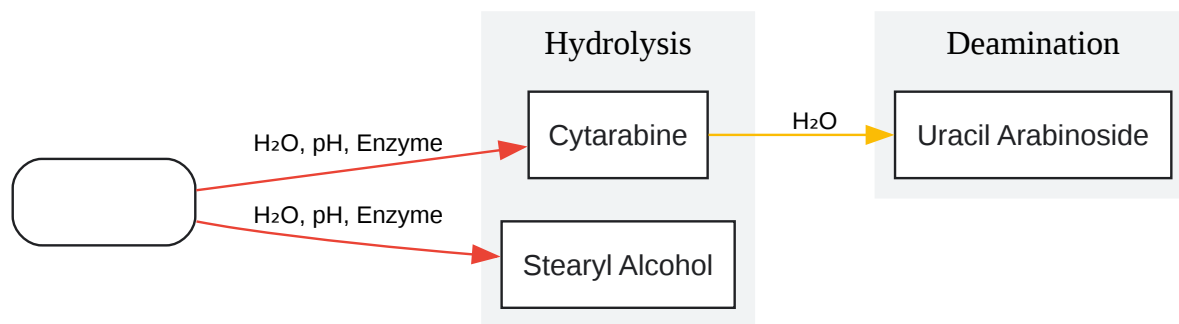 Hydrolysis
Deamination
H₂O, pH, Enzyme
Cytarabine
H₂O
Uracil Arabinoside
H₂O, pH, Enzyme
Stearyl Alcohol